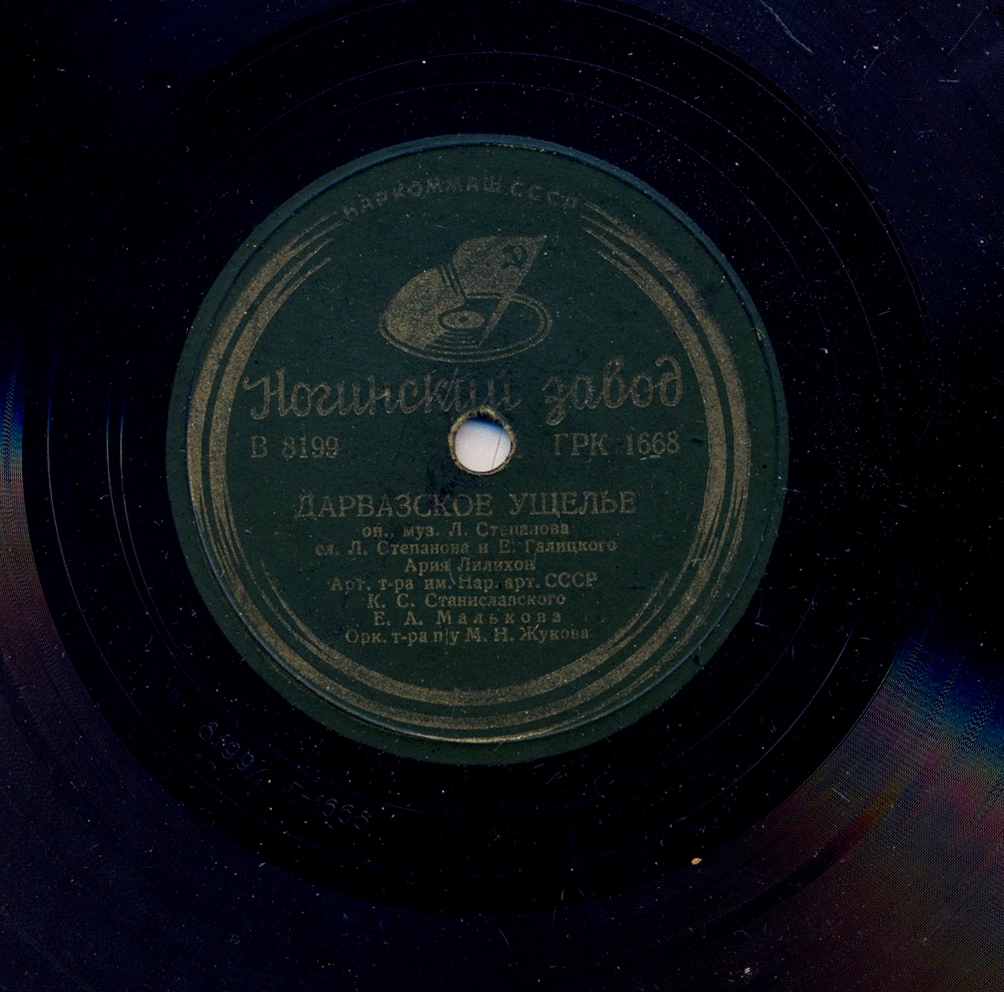 НАРКОММАШ СССР
Ногинский завод
В 8199 ГРК 1668
ДАРВАЗСКОЕ УЩЕЛЬЕ
оп., муз. Л. Степанова
сл. Л. Степанова и Е. Галицкого
Ария Лилихон
Арт. т-ра им. Нар. арт. СССР
К. С. Станиславского
Е. А. Малькова
Орк. т-ра п|у М. Н. Жукова